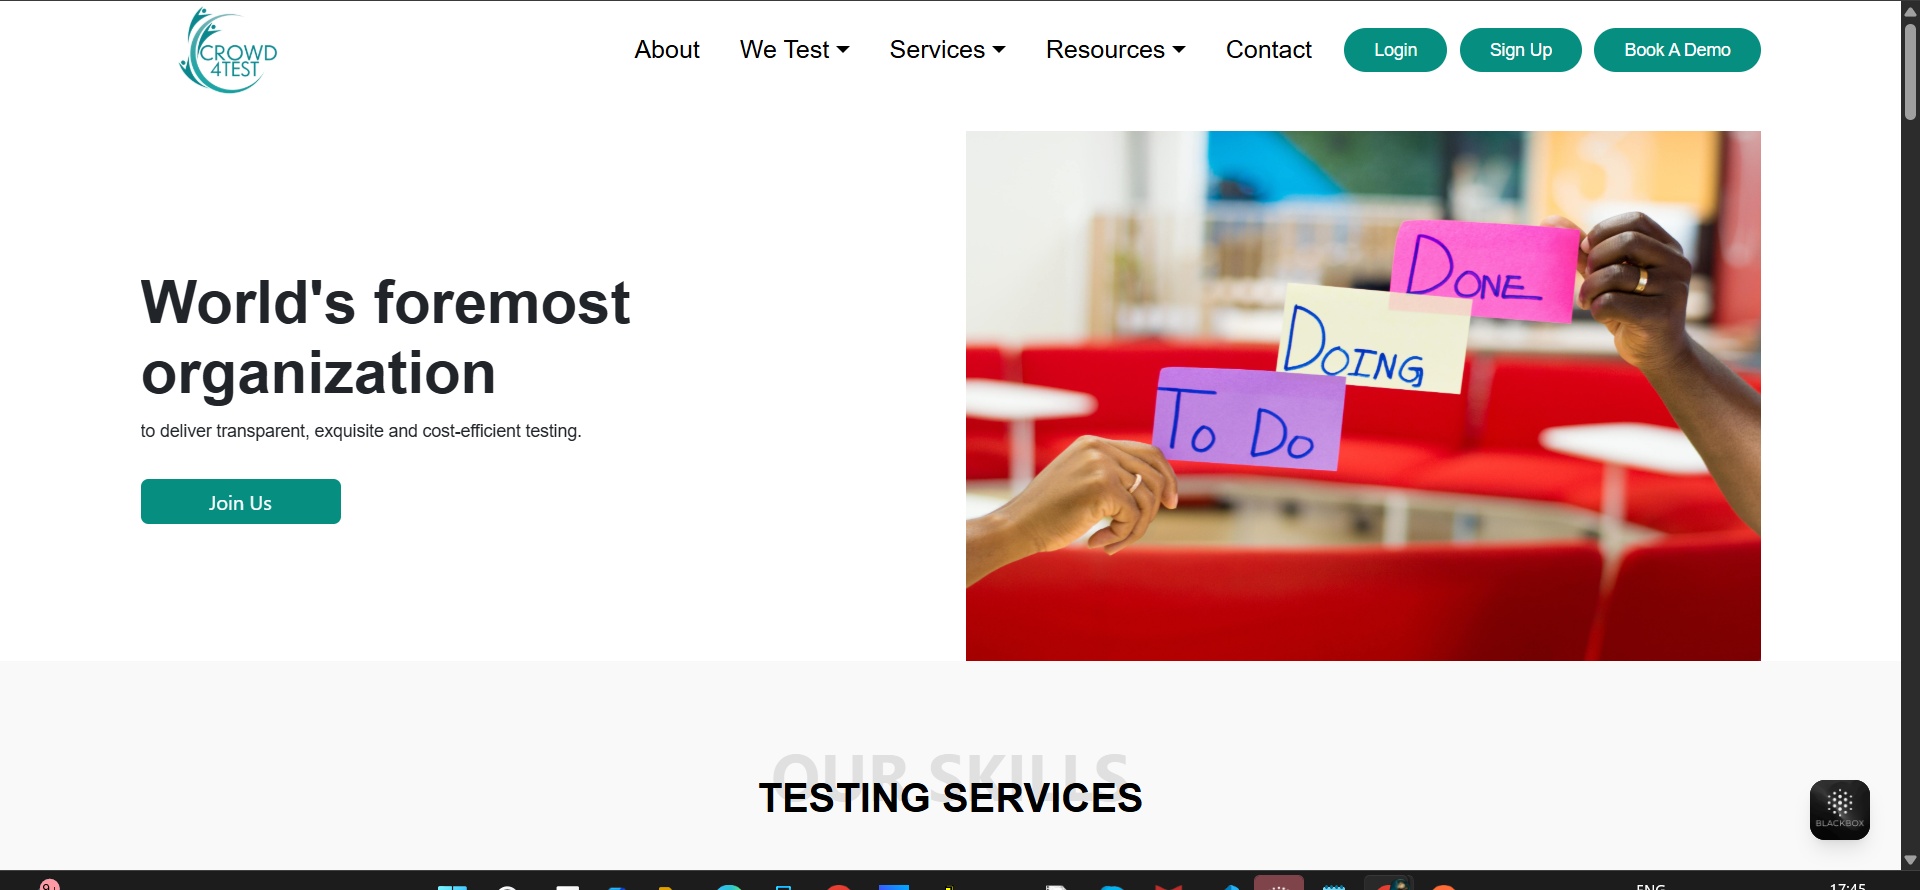 CROWD
4TEST
About
We Test
Services
Resources
Contact
Login
Sign Up
Book A Demo
World's foremost
organization
to deliver transparent, exquisite and cost-efficient testing.
Join Us
DONE
DOING
TO DO
OUR SKILLS
TESTING SERVICES
BLACKBOX
9+
ENG
17:45